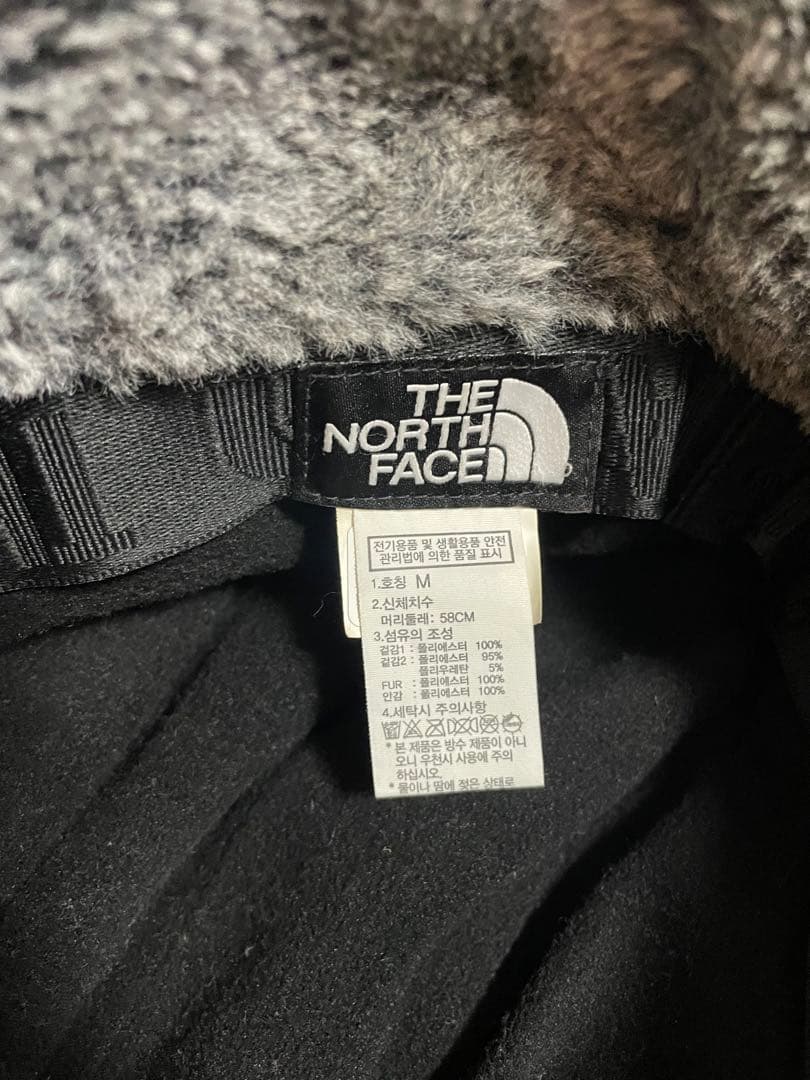 THE
NORTH
FACE
전기용품 및 생활용품 안전
관리법에 의한 품질 표시
1.호칭 M
2.신체치수
머리둘레: 58CM
3.섬유의 조성
겉감1 : 폴리에스터 100%
겉감2 : 폴리에스터 95%
폴리우레탄 5%
FUR : 폴리에스터 100%
안감 : 폴리에스터 100%
4.세탁시 주의사항
* 본 제품은 방수 제품이 아니
오니 우천시 사용에 주의
하십시오.
* 물이나 땀에 젖은 상태로